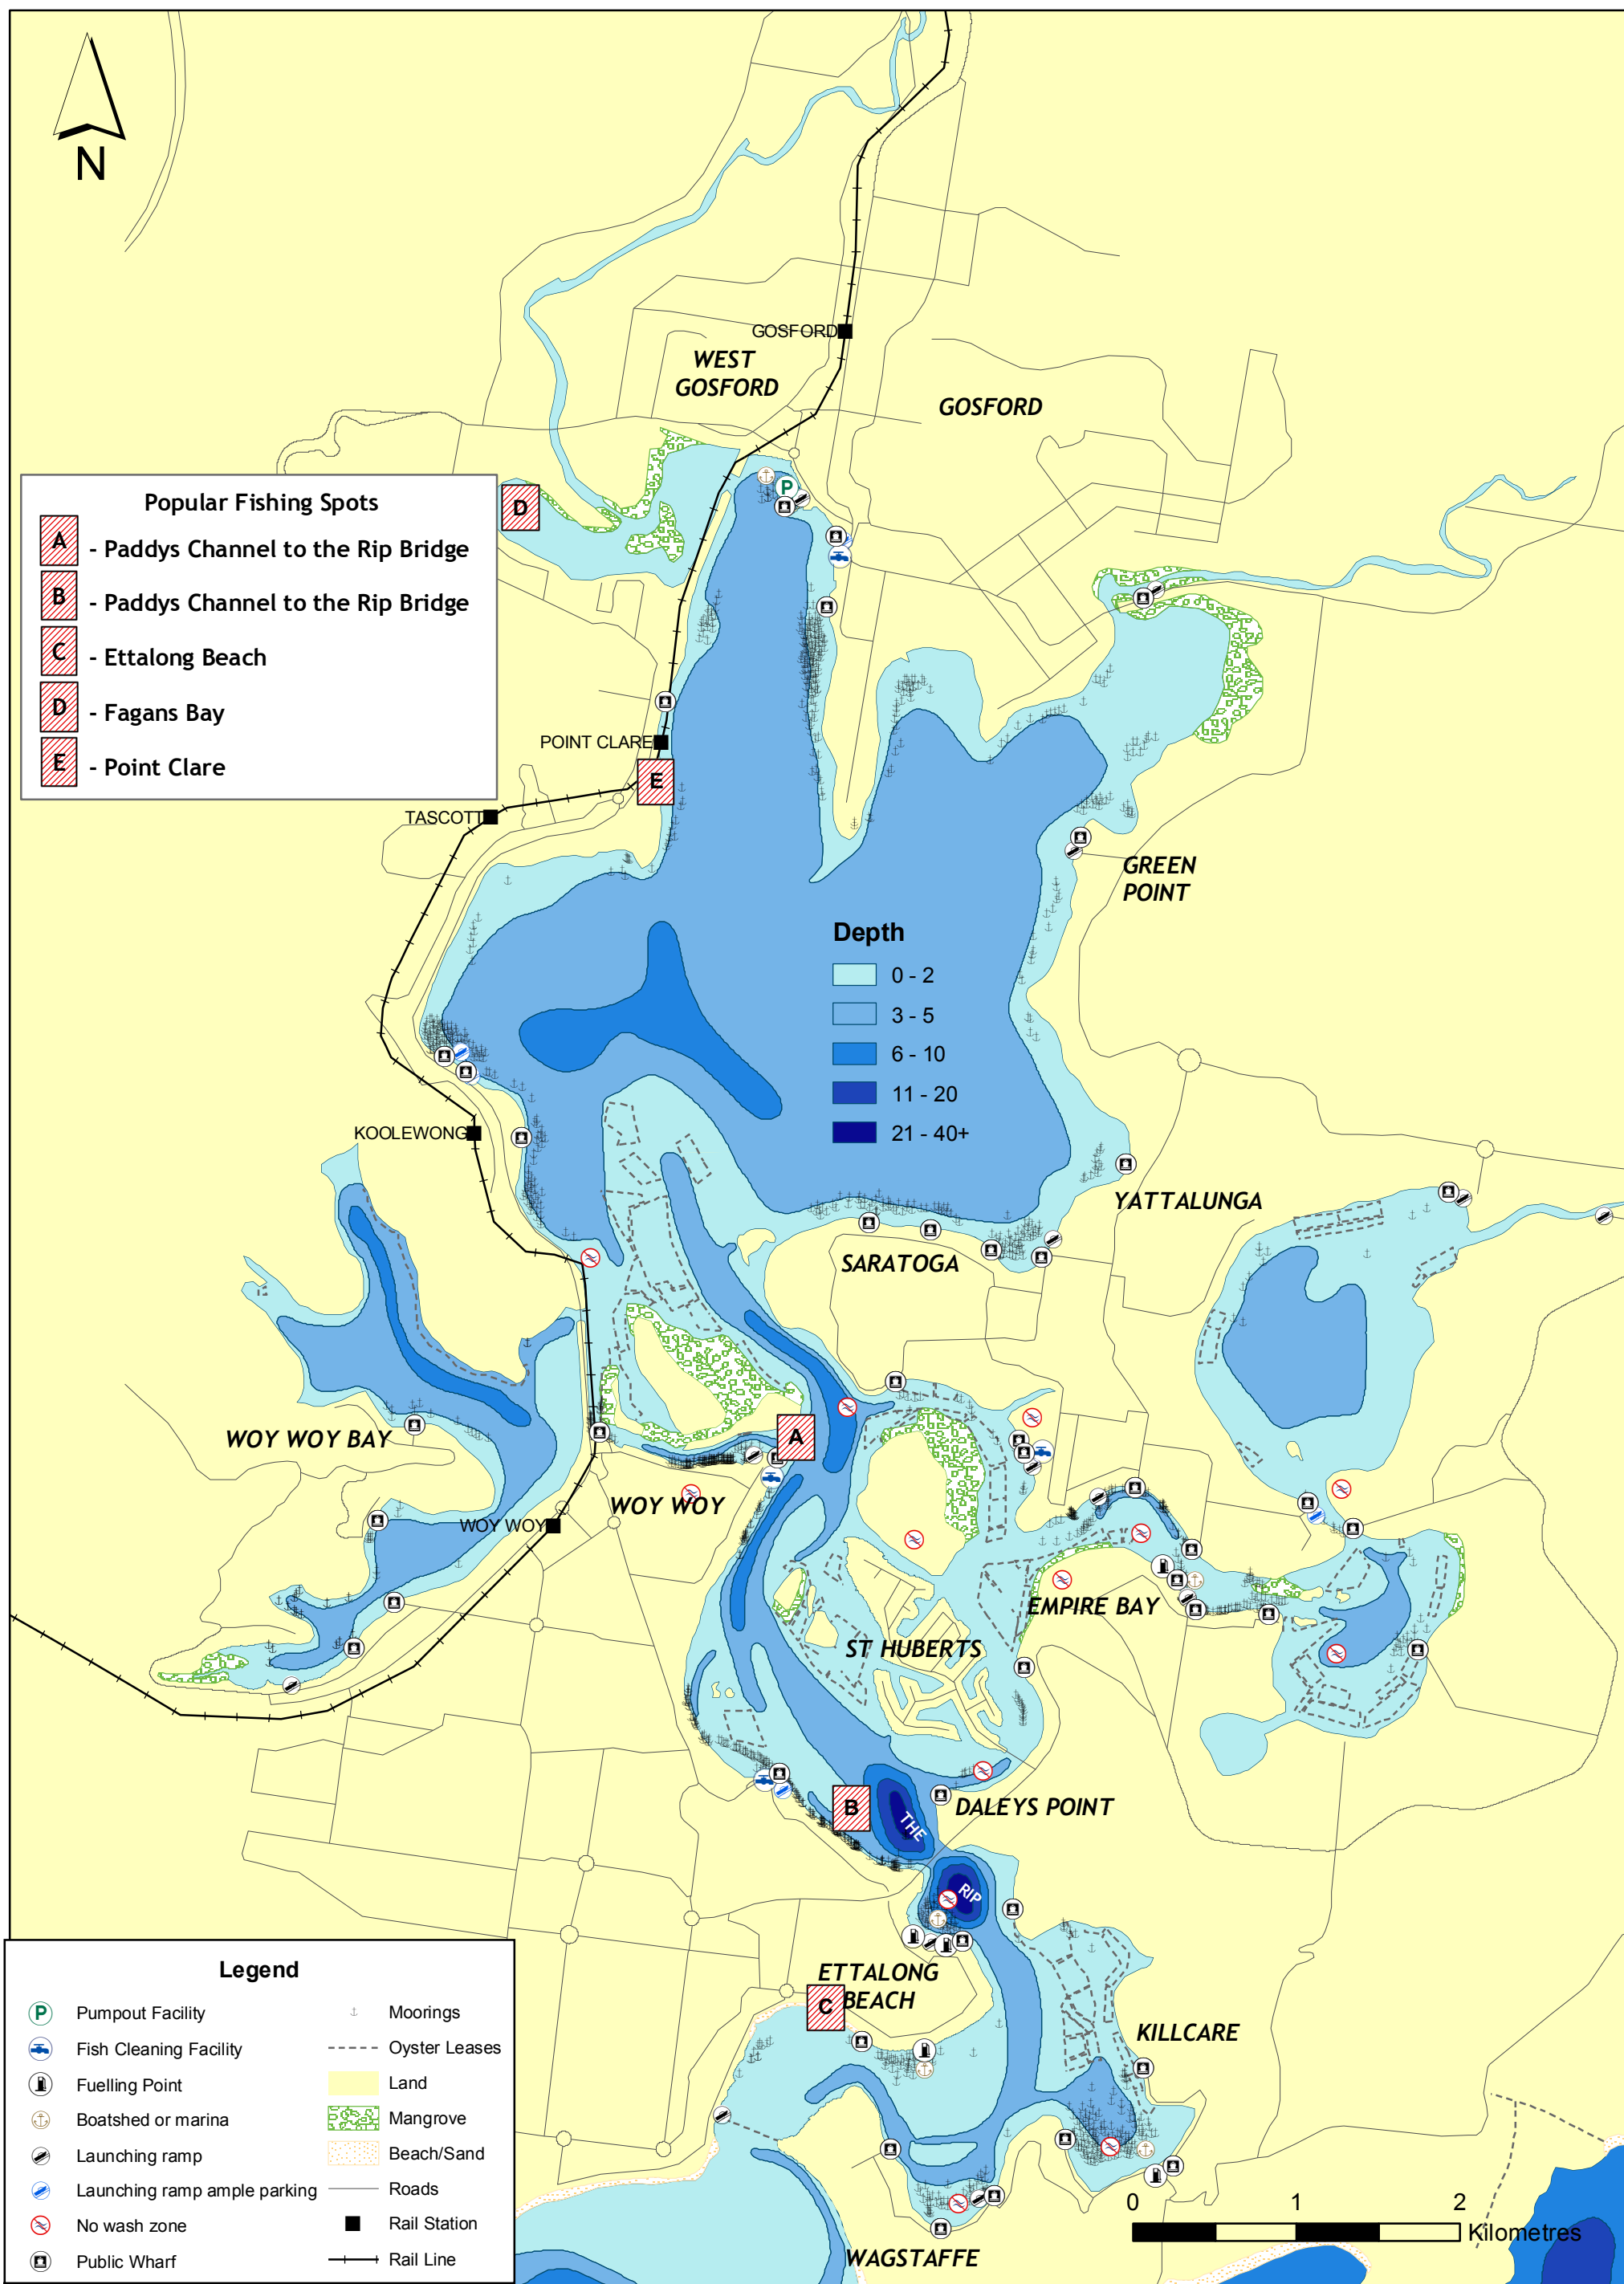 N
GOSFORD
WEST
GOSFORD
GOSFORD
Popular Fishing Spots
A - Paddys Channel to the Rip Bridge
B - Paddys Channel to the Rip Bridge
C - Ettalong Beach
D - Fagans Bay
E - Point Clare
D
P
POINT CLARE
E
TASCOTT
GREEN
POINT
Depth
0 - 2
3 - 5
6 - 10
11 - 20
21 - 40+
KOOLEWONG
YATTALUNGA
SARATOGA
WOY WOY BAY
A
WOY WOY
WOY WOY
EMPIRE BAY
ST HUBERTS
B
THE
DALEYS POINT
RIP
ETTALONG
BEACH
C
KILLCARE
WAGSTAFFE
0 1 2
Kilometres
Legend
P Pumpout Facility
Fish Cleaning Facility
Fuelling Point
Boatshed or marina
Launching ramp
Launching ramp ample parking
No wash zone
Public Wharf
Moorings
Oyster Leases
Land
Mangrove
Beach/Sand
Roads
Rail Station
Rail Line